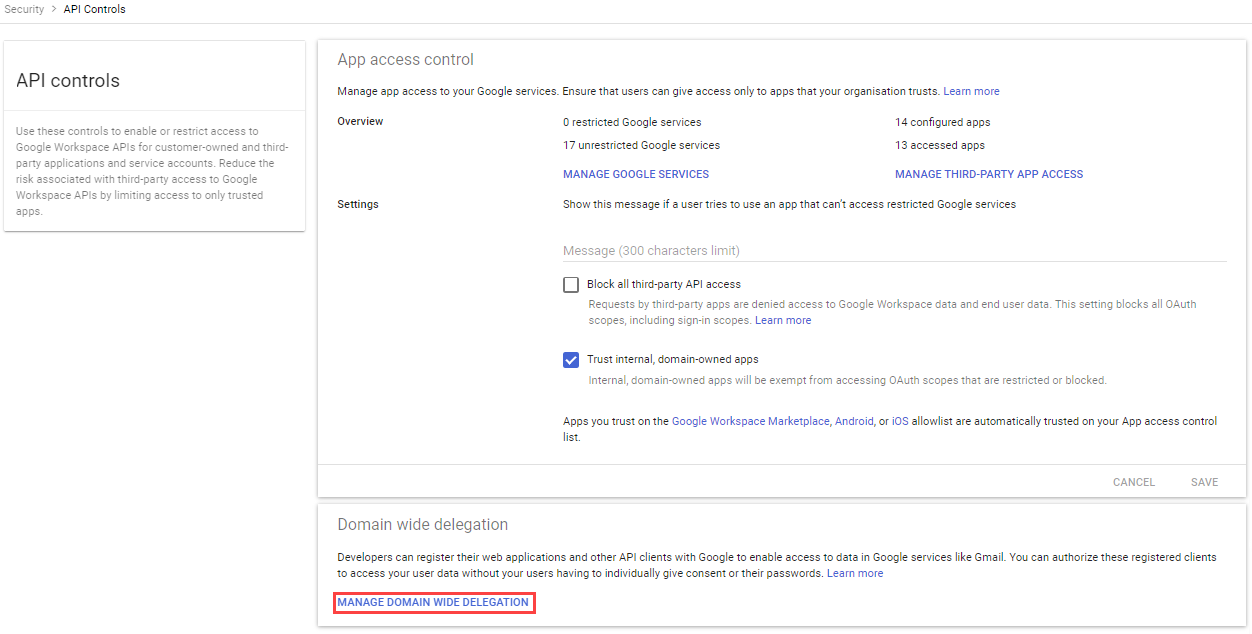 Security > API Controls
API controls
Use these controls to enable or restrict access to
Google Workspace APIs for customer-owned and third-
party applications and service accounts. Reduce the
risk associated with third-party access to Google
Workspace APIs by limiting access to only trusted
apps.
App access control
Manage app access to your Google services. Ensure that users can give access only to apps that your organisation trusts. Learn more
Overview
0 restricted Google services
14 configured apps
17 unrestricted Google services
13 accessed apps
MANAGE GOOGLE SERVICES
MANAGE THIRD-PARTY APP ACCESS
Settings
Show this message if a user tries to use an app that can't access restricted Google services
Message (300 characters limit)
Block all third-party API access
Requests by third-party apps are denied access to Google Workspace data and end user data. This setting blocks all OAuth
scopes, including sign-in scopes. Learn more
Trust internal, domain-owned apps
Internal, domain-owned apps will be exempt from accessing OAuth scopes that are restricted or blocked.
Apps you trust on the Google Workspace Marketplace, Android, or iOS allowlist are automatically trusted on your App access control
list.
CANCEL
SAVE
Domain wide delegation
Developers can register their web applications and other API clients with Google to enable access to data in Google services like Gmail. You can authorize these registered clients
to access your user data without your users having to individually give consent or their passwords. Learn more
MANAGE DOMAIN WIDE DELEGATION